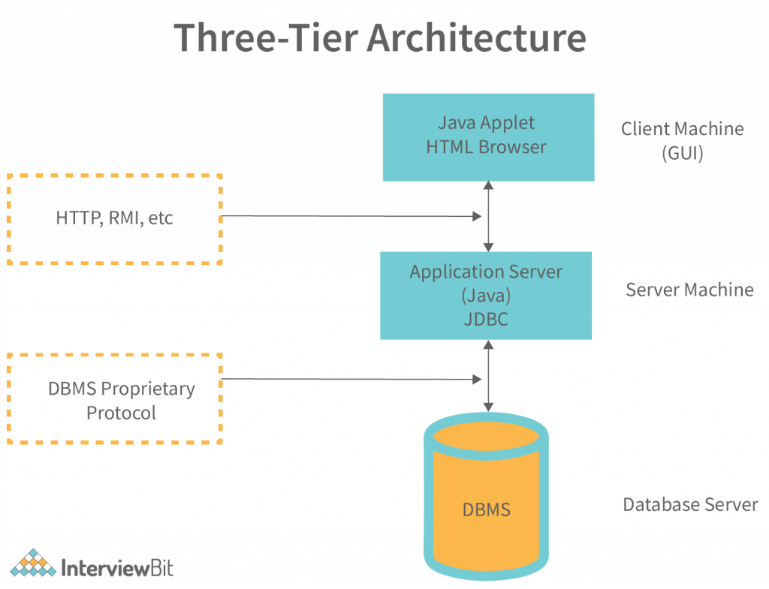 Three-Tier Architecture
Java Applet
HTML Browser
Client Machine
(GUI)
HTTP, RMI, etc
Application Server
(Java)
JDBC
Server Machine
DBMS Proprietary
Protocol
DBMS
Database Server
InterviewBit